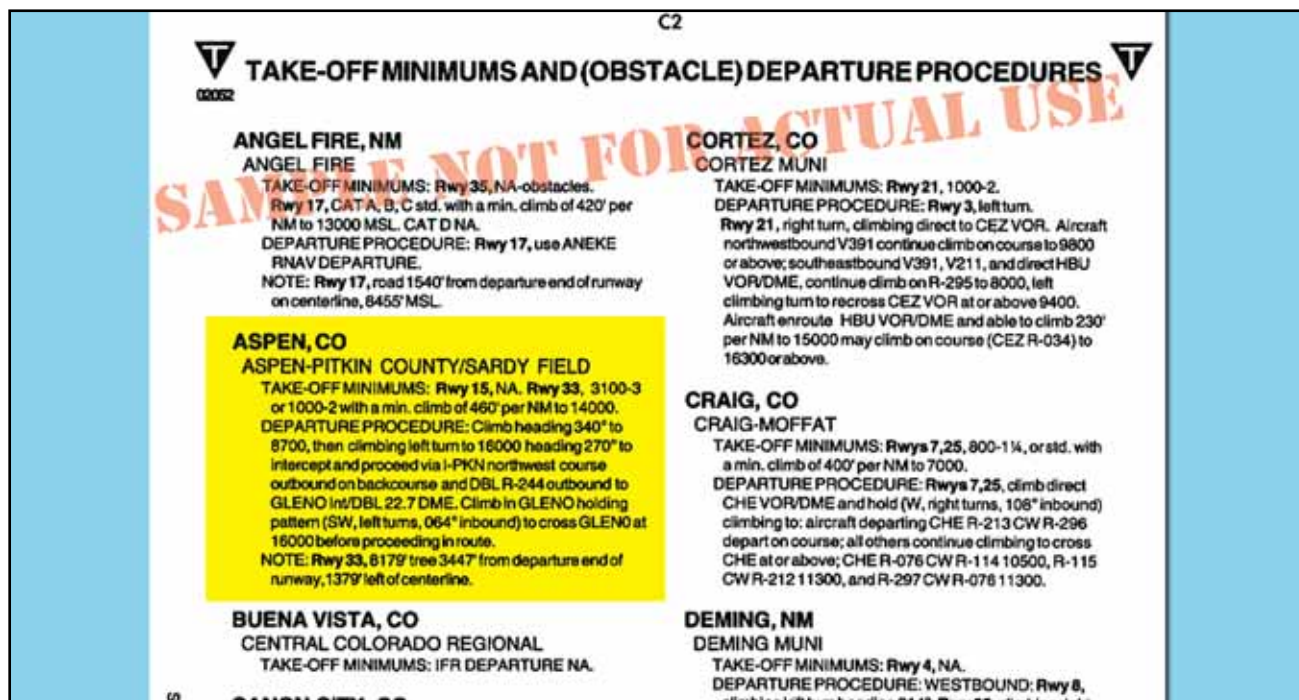 C2
TAKE-OFF MINIMUMS AND (OBSTACLE) DEPARTURE PROCEDURES
T
T
02052
SAMPLE NOT FOR ACTUAL USE
ANGEL FIRE, NM
ANGEL FIRE
TAKE-OFF MINIMUMS: Rwy 35, NA-obstacles.
Rwy 17, CAT A, B, C std. with a min. climb of 420' per
NM to 13000 MSL. CAT D NA.
DEPARTURE PROCEDURE: Rwy 17, use ANEKE
RNAV DEPARTURE.
NOTE: Rwy 17, road 1540' from departure end of runway
on centerline, 8455' MSL.
ASPEN, CO
ASPEN-PITKIN COUNTY/SARDY FIELD
TAKE-OFF MINIMUMS: Rwy 15, NA. Rwy 33, 3100-3
or 1000-2 with a min. climb of 460' per NM to 14000.
DEPARTURE PROCEDURE: Climb heading 340° to
8700, then climbing left turn to 16000 heading 270° to
intercept and proceed via I-PKN northwest course
outbound on backcourse and DBL R-244 outbound to
GLENO Int/DBL 22.7 DME. Climb in GLENO holding
pattern (SW, left turns, 064° inbound) to cross GLENO at
16000 before proceeding in route.
NOTE: Rwy 33, 8179' tree 3447' from departure end of
runway, 1379' left of centerline.
BUENA VISTA, CO
CENTRAL COLORADO REGIONAL
TAKE-OFF MINIMUMS: IFR DEPARTURE NA.
CORTEZ, CO
CORTEZ MUNI
TAKE-OFF MINIMUMS: Rwy 21, 1000-2.
DEPARTURE PROCEDURE: Rwy 3, left turn.
Rwy 21, right turn, climbing direct to CEZ VOR. Aircraft
northwestbound V391 continue climb on course to 9800
or above; southeastbound V391, V211, and direct HBU
VOR/DME, continue climb on R-295 to 8000, left
climbing turn to recross CEZ VOR at or above 9400.
Aircraft enroute HBU VOR/DME and able to climb 230'
per NM to 15000 may climb on course (CEZ R-034) to
16300 or above.
CRAIG, CO
CRAIG-MOFFAT
TAKE-OFF MINIMUMS: Rwys 7,25, 800-1¼, or std. with
a min. climb of 400' per NM to 7000.
DEPARTURE PROCEDURE: Rwys 7,25, climb direct
CHE VOR/DME and hold (W, right turns, 108° inbound)
climbing to: aircraft departing CHE R-213 CW R-296
depart on course; all others continue climbing to cross
CHE at or above; CHE R-076 CW R-114 10500, R-115
CW R-212 11300, and R-297 CW R-076 11300.
DEMING, NM
DEMING MUNI
TAKE-OFF MINIMUMS: Rwy 4, NA.
DEPARTURE PROCEDURE: WESTBOUND: Rwy 8,